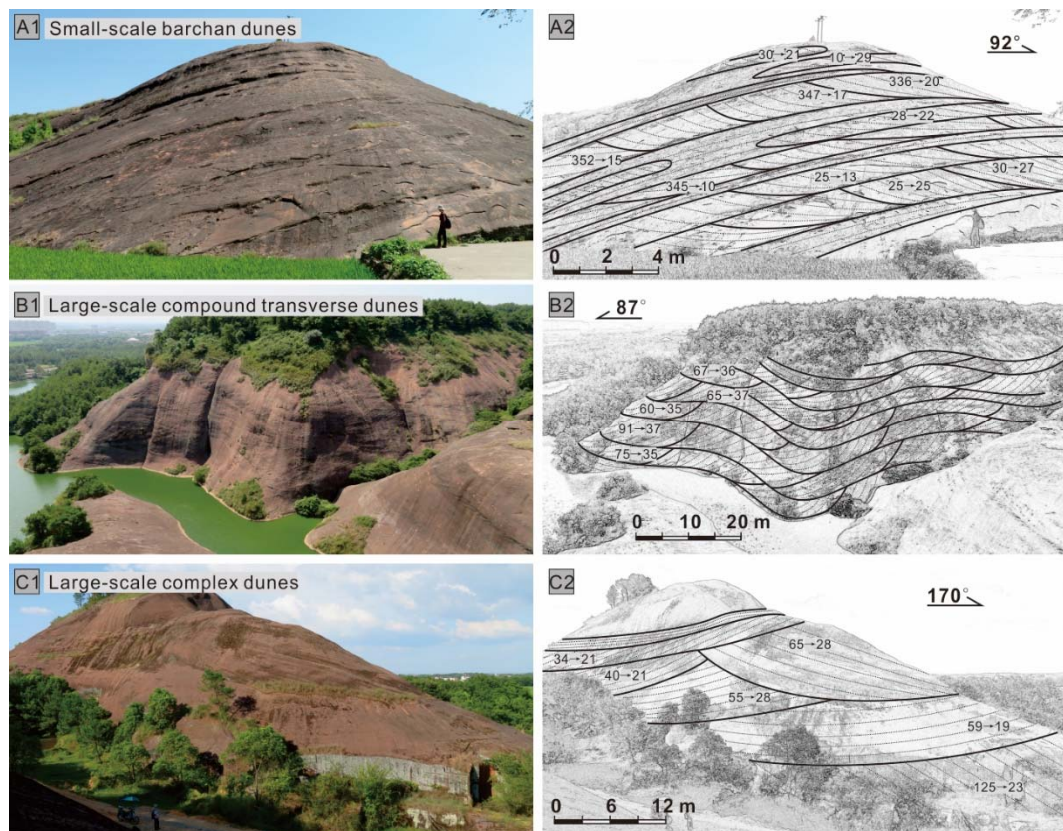 A1 Small-scale barchan dunes
A2
92°
30→21
10→29
336→20
347→17
28→22
352→15
30→27
345→10
25→13
25→25
0 2 4 m
B1 Large-scale compound transverse dunes
B2
87°
67→36
65→37
60→35
91→37
75→35
0 10 20 m
C1 Large-scale complex dunes
C2
170°
65→28
34→21
40→21
55→28
59→19
125→23
0 6 12 m